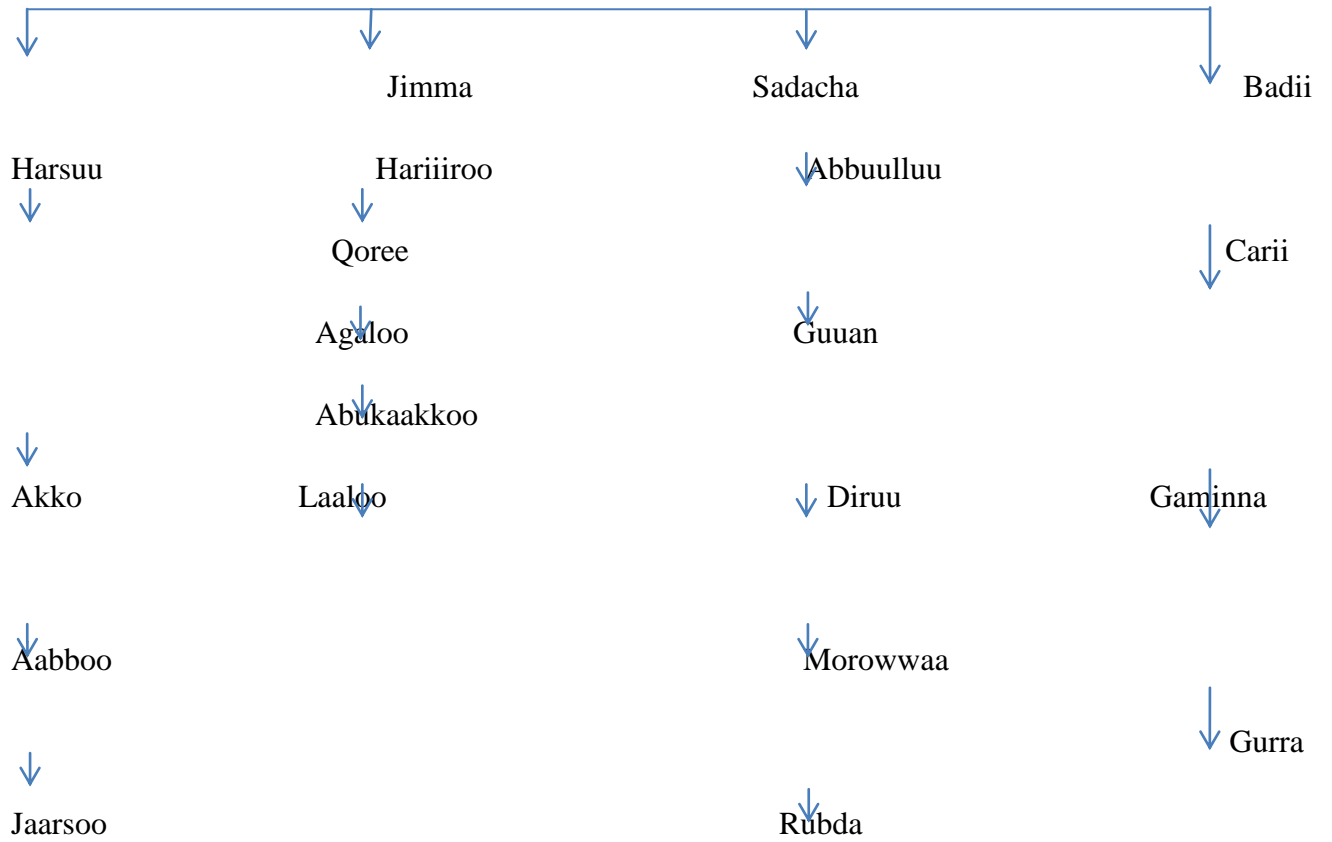 Jimma Sadacha Badii
Harsuu Hariiiroo Abbuulluu
Qoree Carii
Agaloo Guuan
Abukaakkoo
Akko Laaloo Diruu Gaminna
Aabboo Morowwaa
Gurra
Jaarsoo Rubda